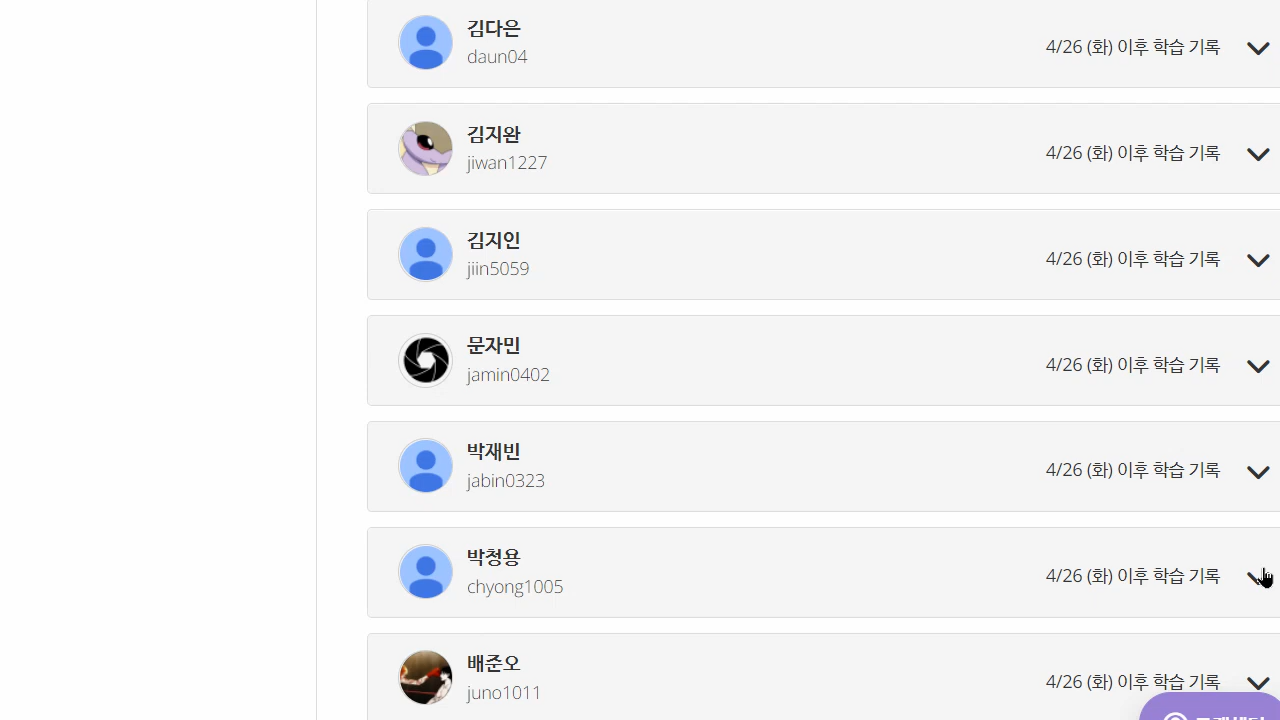 김다은
daun04
4/26 (화) 이후 학습 기록
김지완
jiwan1227
4/26 (화) 이후 학습 기록
김지인
jiin5059
4/26 (화) 이후 학습 기록
문자민
jamin0402
4/26 (화) 이후 학습 기록
박재빈
jabin0323
4/26 (화) 이후 학습 기록
박청용
chyong1005
4/26 (화) 이후 학습 기록
배준오
juno1011
4/26 (화) 이후 학습 기록